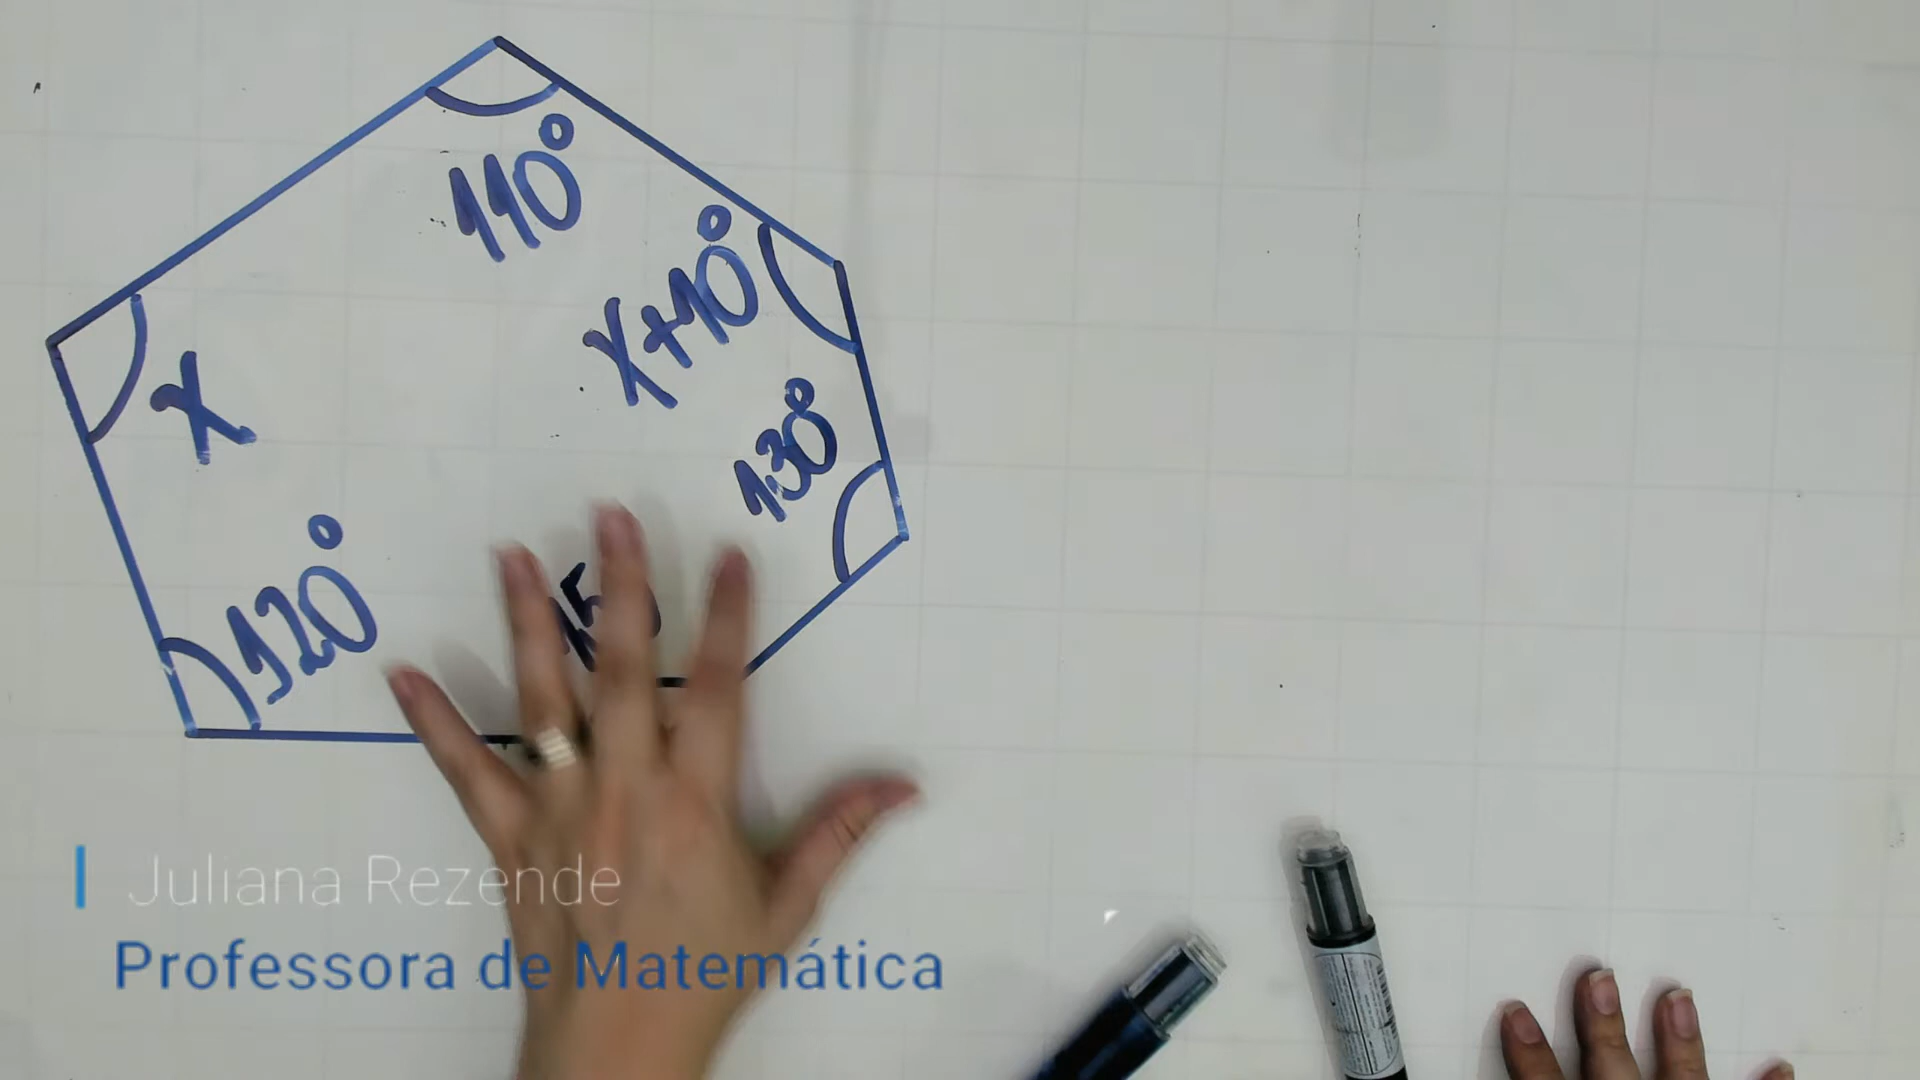 110°
x+10°
x
130°
120°
Juliana Rezende
Professora de Matemática